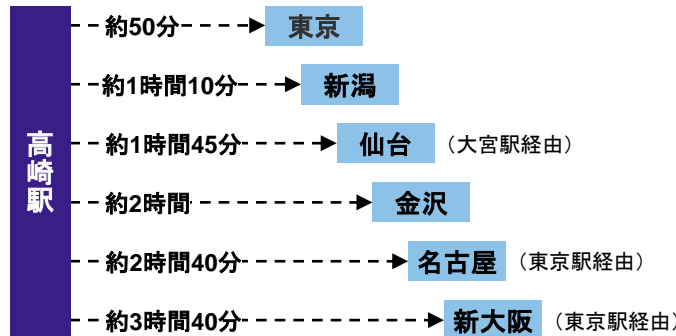 高崎駅
約50分 東京
約1時間10分 新潟
約1時間45分 仙台 （大宮駅経由）
約2時間 金沢
約2時間40分 名古屋 （東京駅経由）
約3時間40分 新大阪 （東京駅経由）